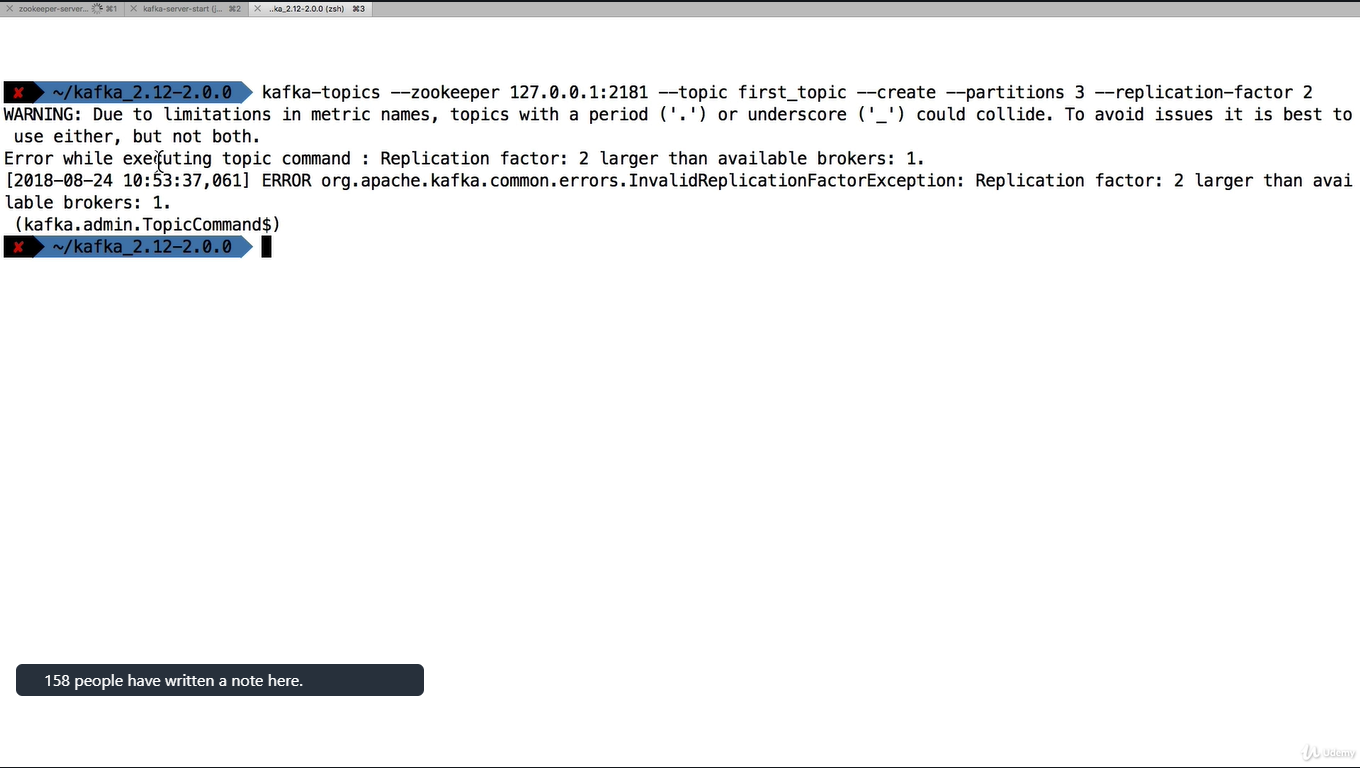 zookeeper-server... ⌘1 kafka-server-start (j... ⌘2 ..ka_2.12-2.0.0 (zsh) ⌘3
✘ ~/kafka_2.12-2.0.0 kafka-topics --zookeeper 127.0.0.1:2181 --topic first_topic --create --partitions 3 --replication-factor 2
WARNING: Due to limitations in metric names, topics with a period ('.') or underscore ('_') could collide. To avoid issues it is best to
use either, but not both.
Error while executing topic command : Replication factor: 2 larger than available brokers: 1.
[2018-08-24 10:53:37,061] ERROR org.apache.kafka.common.errors.InvalidReplicationFactorException: Replication factor: 2 larger than avai
lable brokers: 1.
(kafka.admin.TopicCommand$)
✘ ~/kafka_2.12-2.0.0
158 people have written a note here.
Udemy